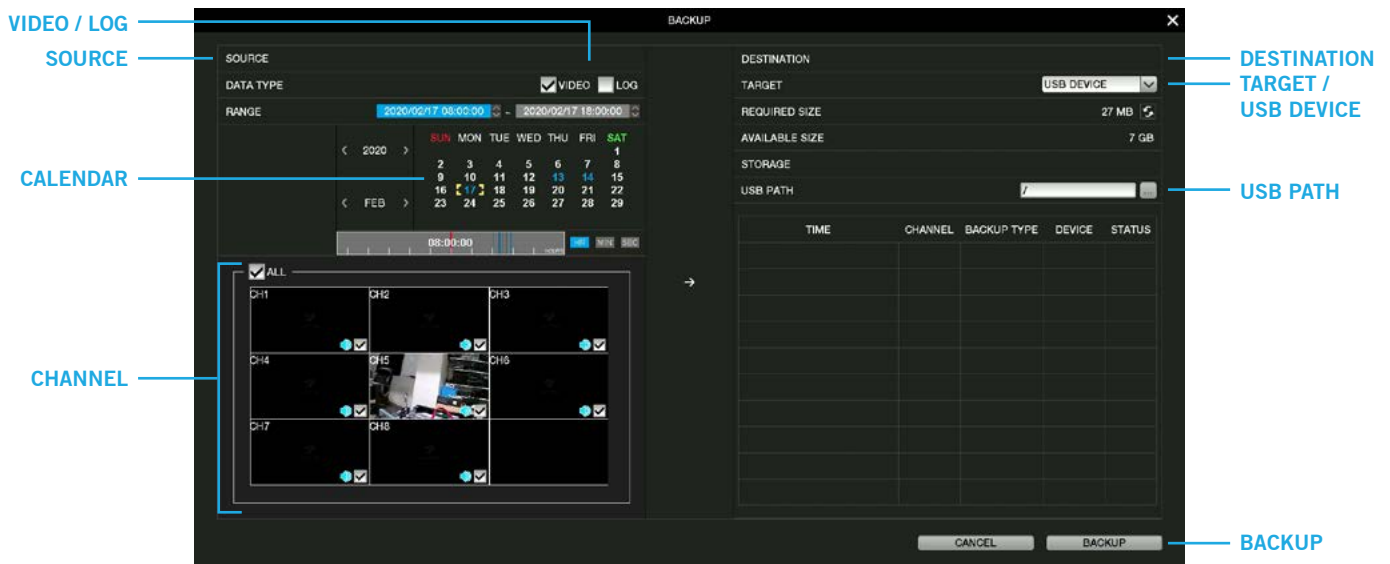 BACKUP
VIDEO / LOG
SOURCE
CALENDAR
CHANNEL
SOURCE
DATA TYPE VIDEO LOG
RANGE 2020/02/17 08:00:00 - 2020/02/17 18:00:00
< 2020 >
< FEB >
SUN MON TUE WED THU FRI SAT
1
2 3 4 5 6 7 8
9 10 11 12 13 14 15
16 17 18 19 20 21 22
23 24 25 26 27 28 29
08:00:00 HOURS HR MIN SEC
ALL
CH1 CH2 CH3
CH4 CH5 CH6
CH7 CH8
→
DESTINATION
TARGET USB DEVICE
REQUIRED SIZE 27 MB
AVAILABLE SIZE 7 GB
STORAGE
USB PATH / ...
TIME CHANNEL BACKUP TYPE DEVICE STATUS
CANCEL BACKUP
DESTINATION
TARGET /
USB DEVICE
USB PATH
BACKUP